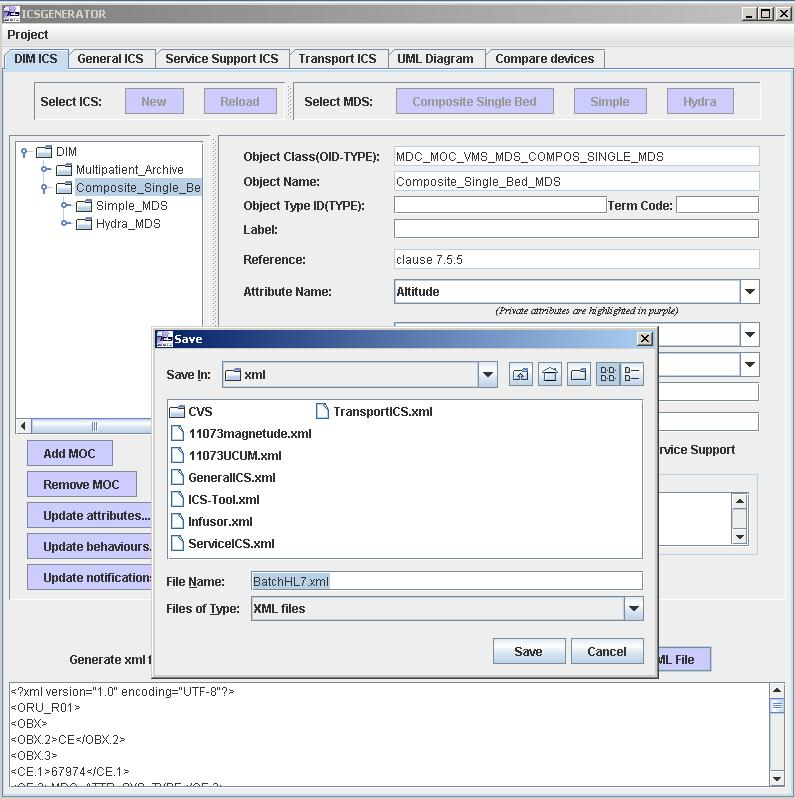 ICSGENERATOR
Project
DIM ICS General ICS Service Support ICS Transport ICS UML Diagram Compare devices
Select ICS: New Reload Select MDS: Composite Single Bed Simple Hydra
DIM
Multipatient_Archive
Composite_Single_Be
Simple_MDS
Hydra_MDS
Object Class(OID-TYPE): MDC_MOC_VMS_MDS_COMPOS_SINGLE_MDS
Object Name: Composite_Single_Bed_MDS
Object Type ID(TYPE): Term Code:
Label:
Reference: clause 7.5.5
Attribute Name: Altitude
(Private attributes are highlighted in purple)
Add MOC
Remove MOC
Update attributes...
Update behaviours.
Update notification
rvice Support
Save
Save In: xml
CVS TransportICS.xml
11073magnetude.xml
11073UCUM.xml
GeneralICS.xml
ICS-Tool.xml
Infusor.xml
ServiceICS.xml
File Name: BatchHL7.xml
Files of Type: XML files
Save Cancel
Generate xml f ML File
<?xml version="1.0" encoding="UTF-8"?>
<ORU_R01>
<OBX>
<OBX.2>CE</OBX.2>
<OBX.3>
<CE.1>67974</CE.1>